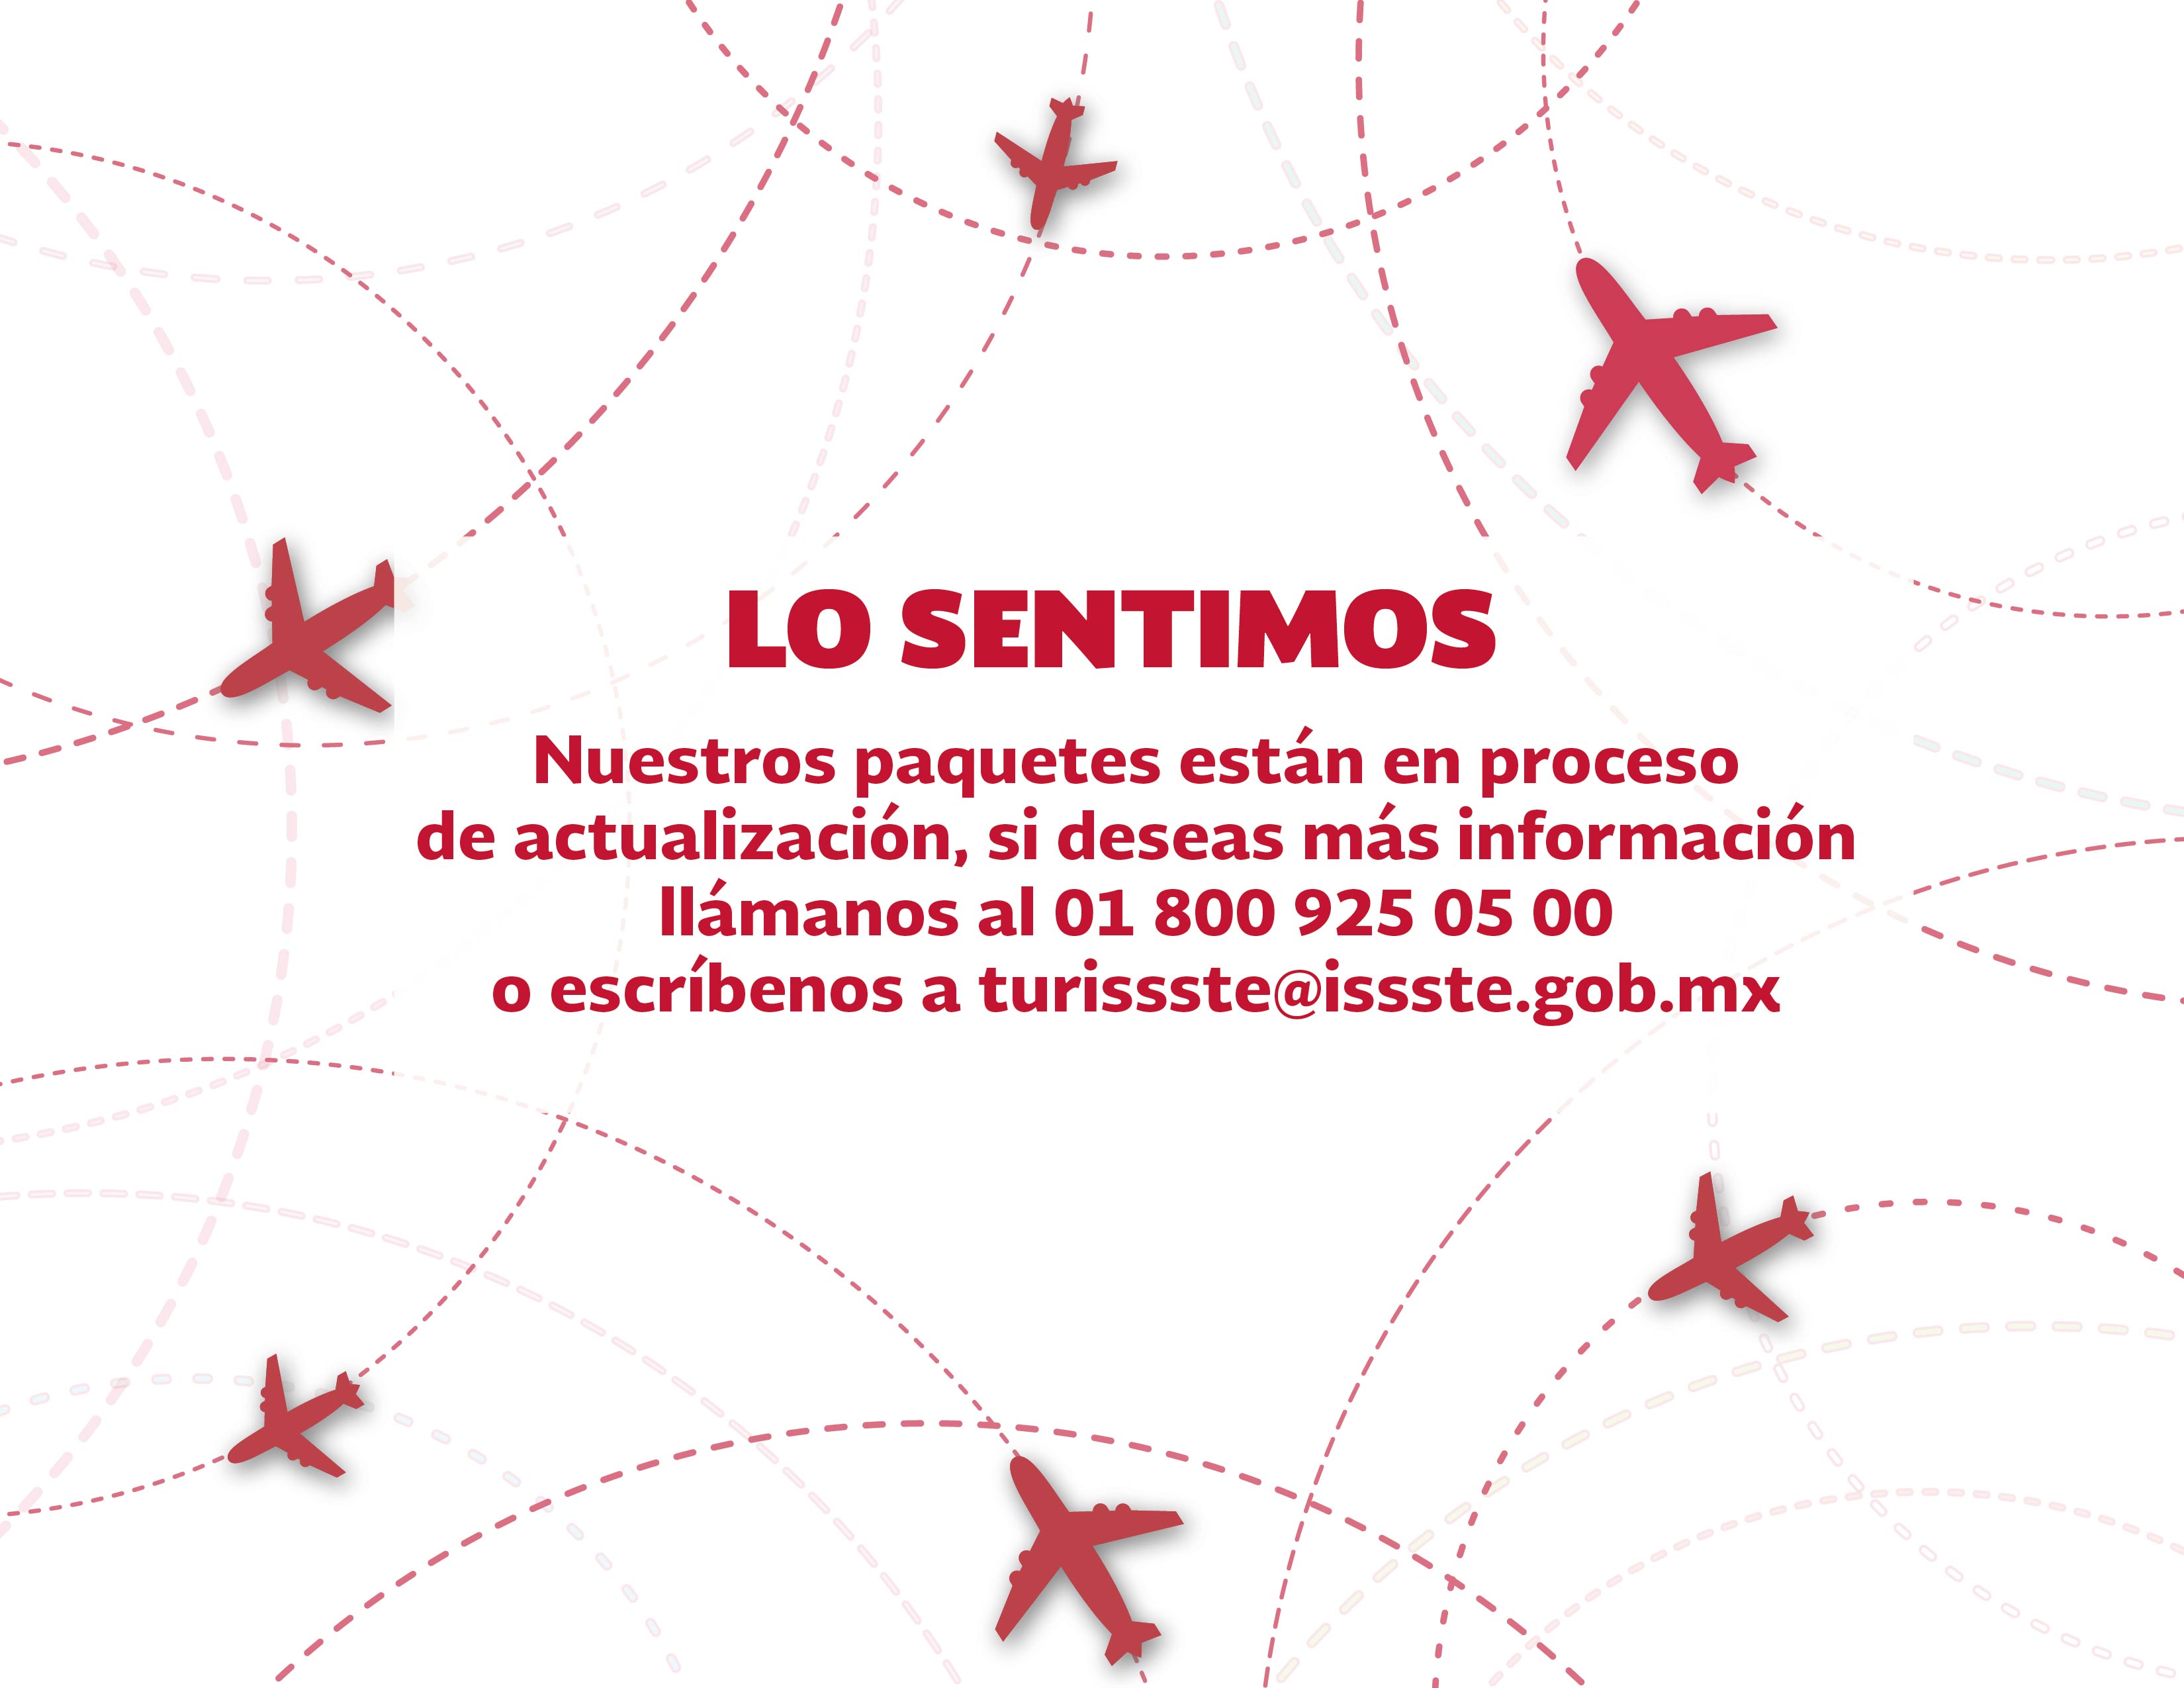 LO SENTIMOS
Nuestros paquetes están en proceso
de actualización, si deseas más información
llámanos al 01 800 925 05 00
o escríbenos a turissste@issste.gob.mx